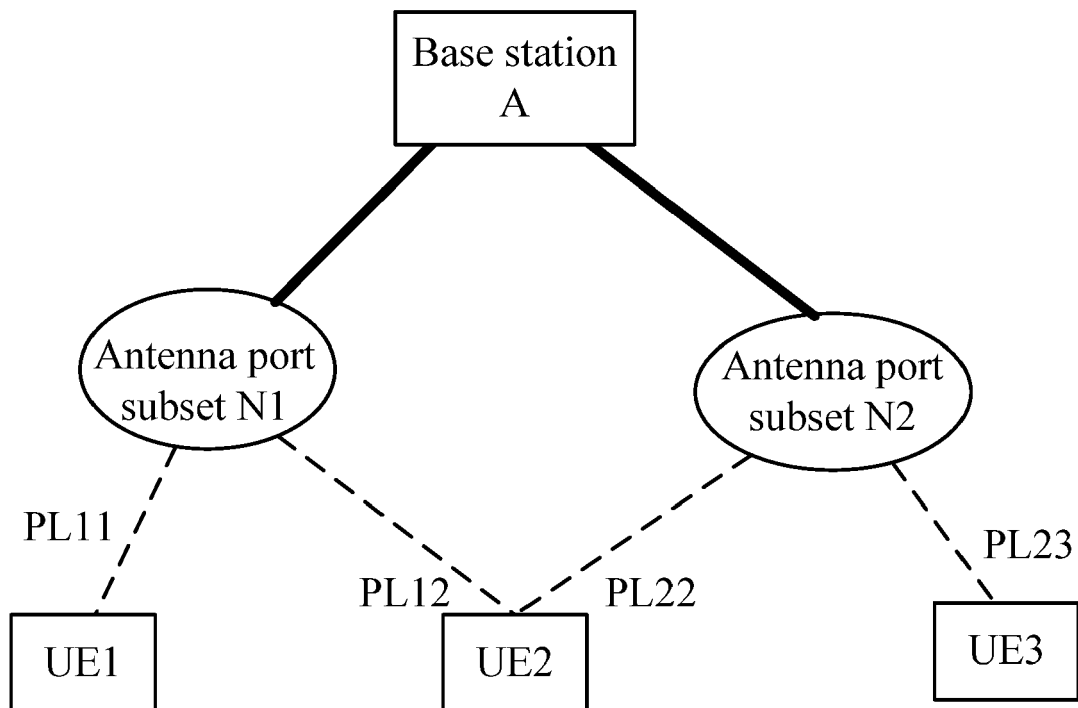 Base station
A
Antenna port
subset N1
Antenna port
subset N2
PL11
PL12
PL22
PL23
UE1
UE2
UE3